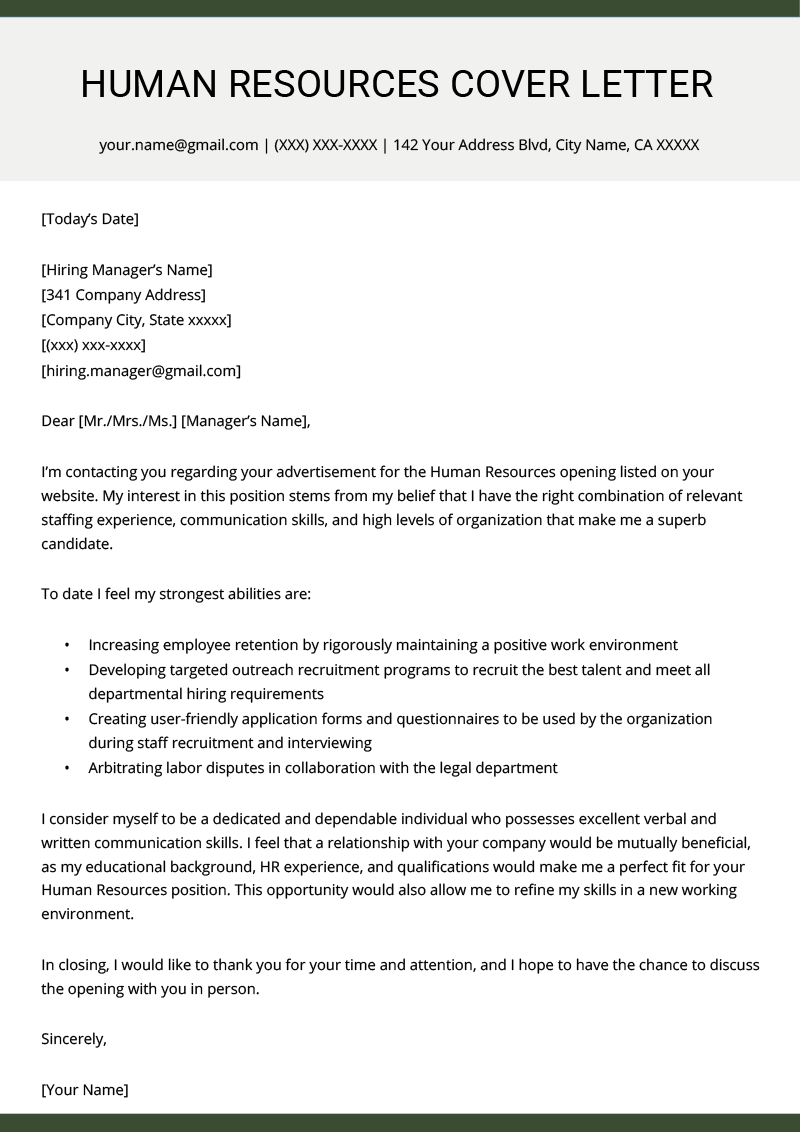 HUMAN RESOURCES COVER LETTER
your.name@gmail.com | (XXX) XXX-XXXX | 142 Your Address Blvd, City Name, CA XXXXX
[Today’s Date]
[Hiring Manager’s Name]
[341 Company Address]
[Company City, State xxxxx]
[(xxx) xxx-xxxx]
[hiring.manager@gmail.com]
Dear [Mr./Mrs./Ms.] [Manager’s Name],
I’m contacting you regarding your advertisement for the Human Resources opening listed on your
website. My interest in this position stems from my belief that I have the right combination of relevant
staffing experience, communication skills, and high levels of organization that make me a superb
candidate.
To date I feel my strongest abilities are:
• Increasing employee retention by rigorously maintaining a positive work environment
• Developing targeted outreach recruitment programs to recruit the best talent and meet all
departmental hiring requirements
• Creating user-friendly application forms and questionnaires to be used by the organization
during staff recruitment and interviewing
• Arbitrating labor disputes in collaboration with the legal department
I consider myself to be a dedicated and dependable individual who possesses excellent verbal and
written communication skills. I feel that a relationship with your company would be mutually beneficial,
as my educational background, HR experience, and qualifications would make me a perfect fit for your
Human Resources position. This opportunity would also allow me to refine my skills in a new working
environment.
In closing, I would like to thank you for your time and attention, and I hope to have the chance to discuss
the opening with you in person.
Sincerely,
[Your Name]